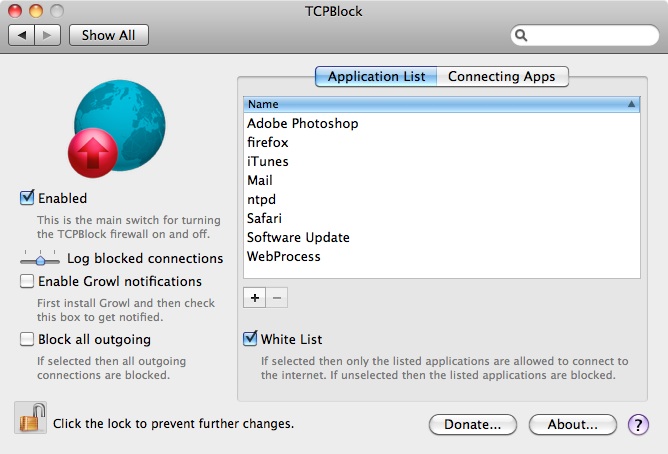 TCPBlock
Show All
Application List
Connecting Apps
Name
Adobe Photoshop
firefox
iTunes
Mail
ntpd
Safari
Software Update
WebProcess
+
−
Enabled
This is the main switch for turning
the TCPBlock firewall on and off.
Log blocked connections
Enable Growl notifications
First install Growl and then check
this box to get notified.
Block all outgoing
If selected then all outgoing
connections are blocked.
White List
If selected then only the listed applications are allowed to connect to
the internet. If unselected then the listed applications are blocked.
Click the lock to prevent further changes.
Donate...
About...
?